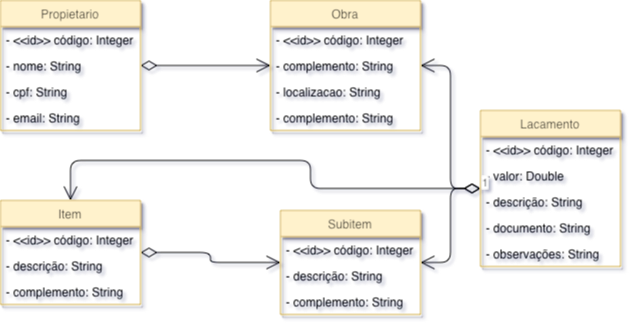 Propietario
- <<id>> código: Integer
- nome: String
- cpf: String
- email: String
Obra
- <<id>> código: Integer
- complemento: String
- localizacao: String
- complemento: String
Lacamento
- <<id>> código: Integer
valor: Double
- descrição: String
- documento: String
- observações: String
1
Item
- <<id>> código: Integer
- descrição: String
- complemento: String
Subitem
- <<id>> código: Integer
- descrição: String
- complemento: String